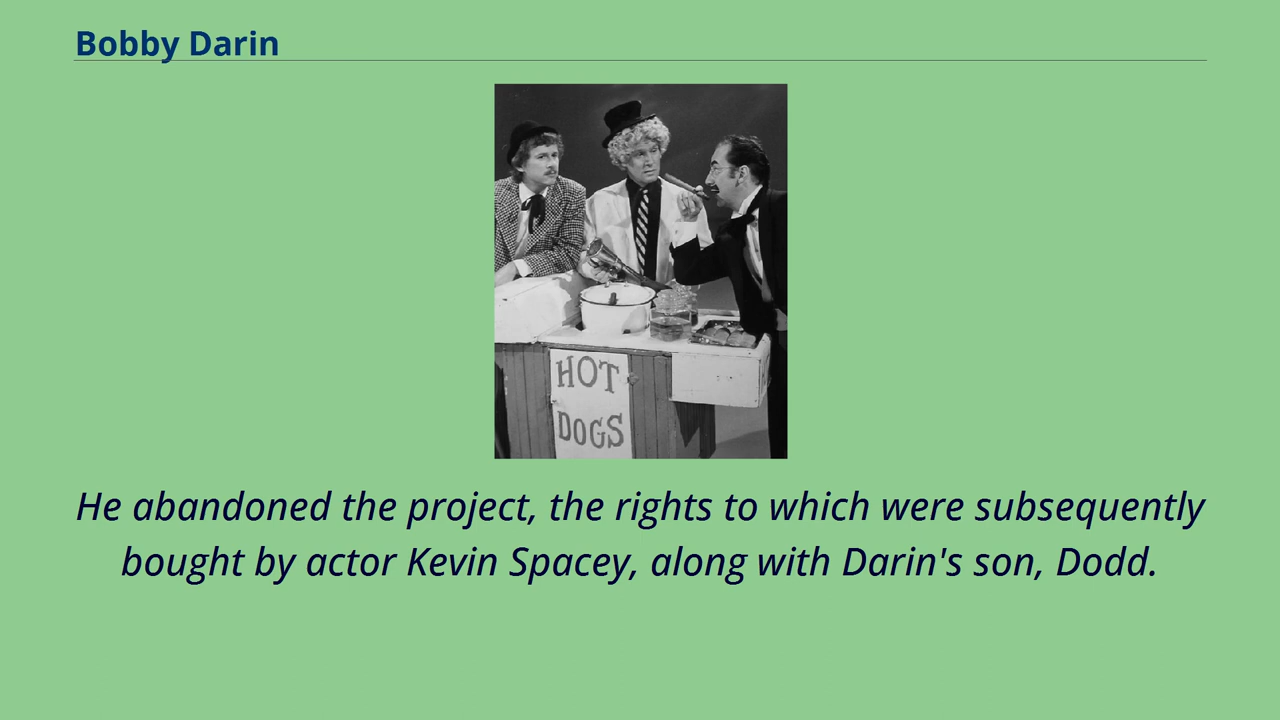 Bobby Darin
HOT
DOGS
He abandoned the project, the rights to which were subsequently
bought by actor Kevin Spacey, along with Darin's son, Dodd.